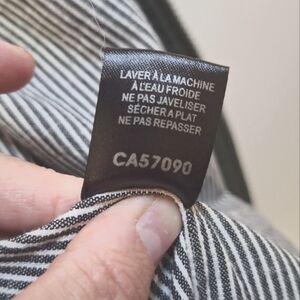 LAVER À LA MACHINE
À L'EAU FROIDE
NE PAS JAVELISER
SÉCHER À PLAT
NE PAS REPASSER
CA57090